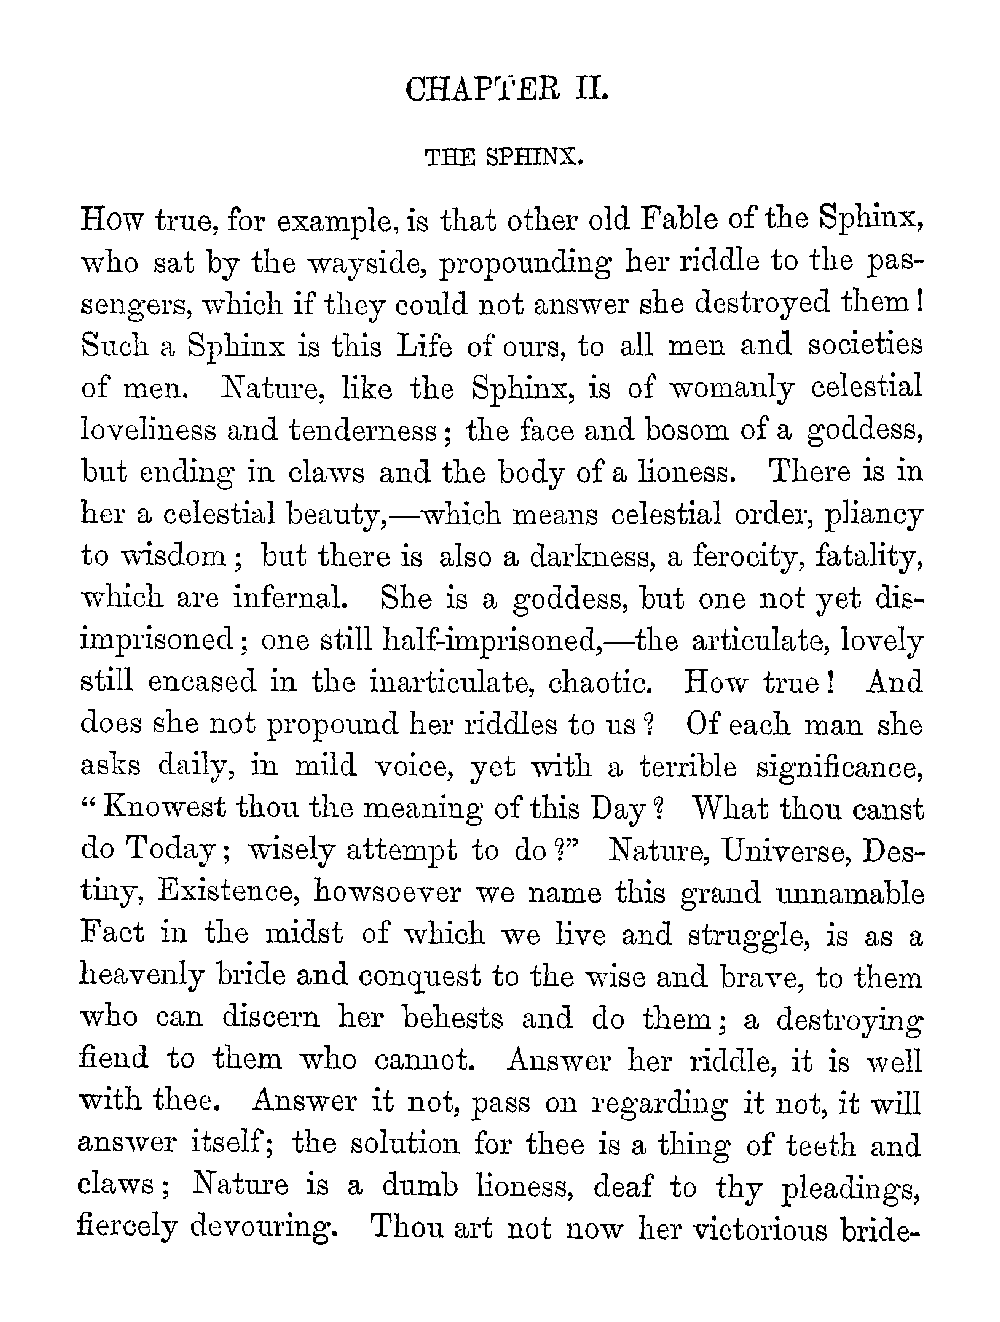 CHAPTER II.
THE SPHINX.
How true, for example, is that other old Fable of the Sphinx,
who sat by the wayside, propounding her riddle to the pas-
sengers, which if they could not answer she destroyed them!
Such a Sphinx is this Life of ours, to all men and societies
of men. Nature, like the Sphinx, is of womanly celestial
loveliness and tenderness; the face and bosom of a goddess,
but ending in claws and the body of a lioness. There is in
her a celestial beauty,—which means celestial order, pliancy
to wisdom; but there is also a darkness, a ferocity, fatality,
which are infernal. She is a goddess, but one not yet dis-
imprisoned; one still half-imprisoned,—the articulate, lovely
still encased in the inarticulate, chaotic. How true! And
does she not propound her riddles to us? Of each man she
asks daily, in mild voice, yet with a terrible significance,
“Knowest thou the meaning of this Day? What thou canst
do Today; wisely attempt to do?” Nature, Universe, Des-
tiny, Existence, howsoever we name this grand unnamable
Fact in the midst of which we live and struggle, is as a
heavenly bride and conquest to the wise and brave, to them
who can discern her behests and do them; a destroying
fiend to them who cannot. Answer her riddle, it is well
with thee. Answer it not, pass on regarding it not, it will
answer itself; the solution for thee is a thing of teeth and
claws; Nature is a dumb lioness, deaf to thy pleadings,
fiercely devouring. Thou art not now her victorious bride-